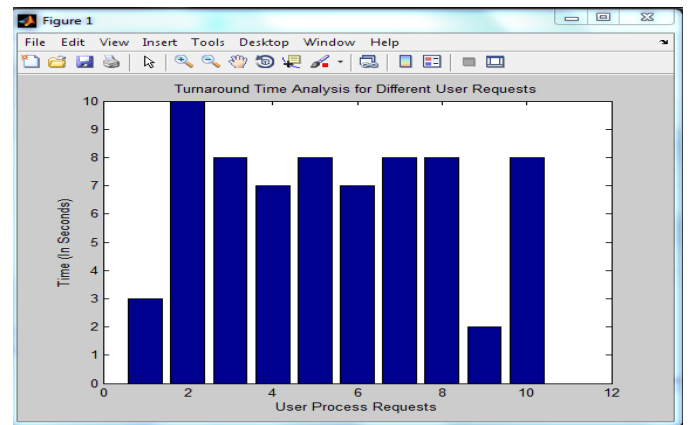 Figure 1
File Edit View Insert Tools Desktop Window Help
Turnaround Time Analysis for Different User Requests
10
9
8
7
6
5
4
3
2
1
0
Time (In Seconds)
0 2 4 6 8 10 12
User Process Requests